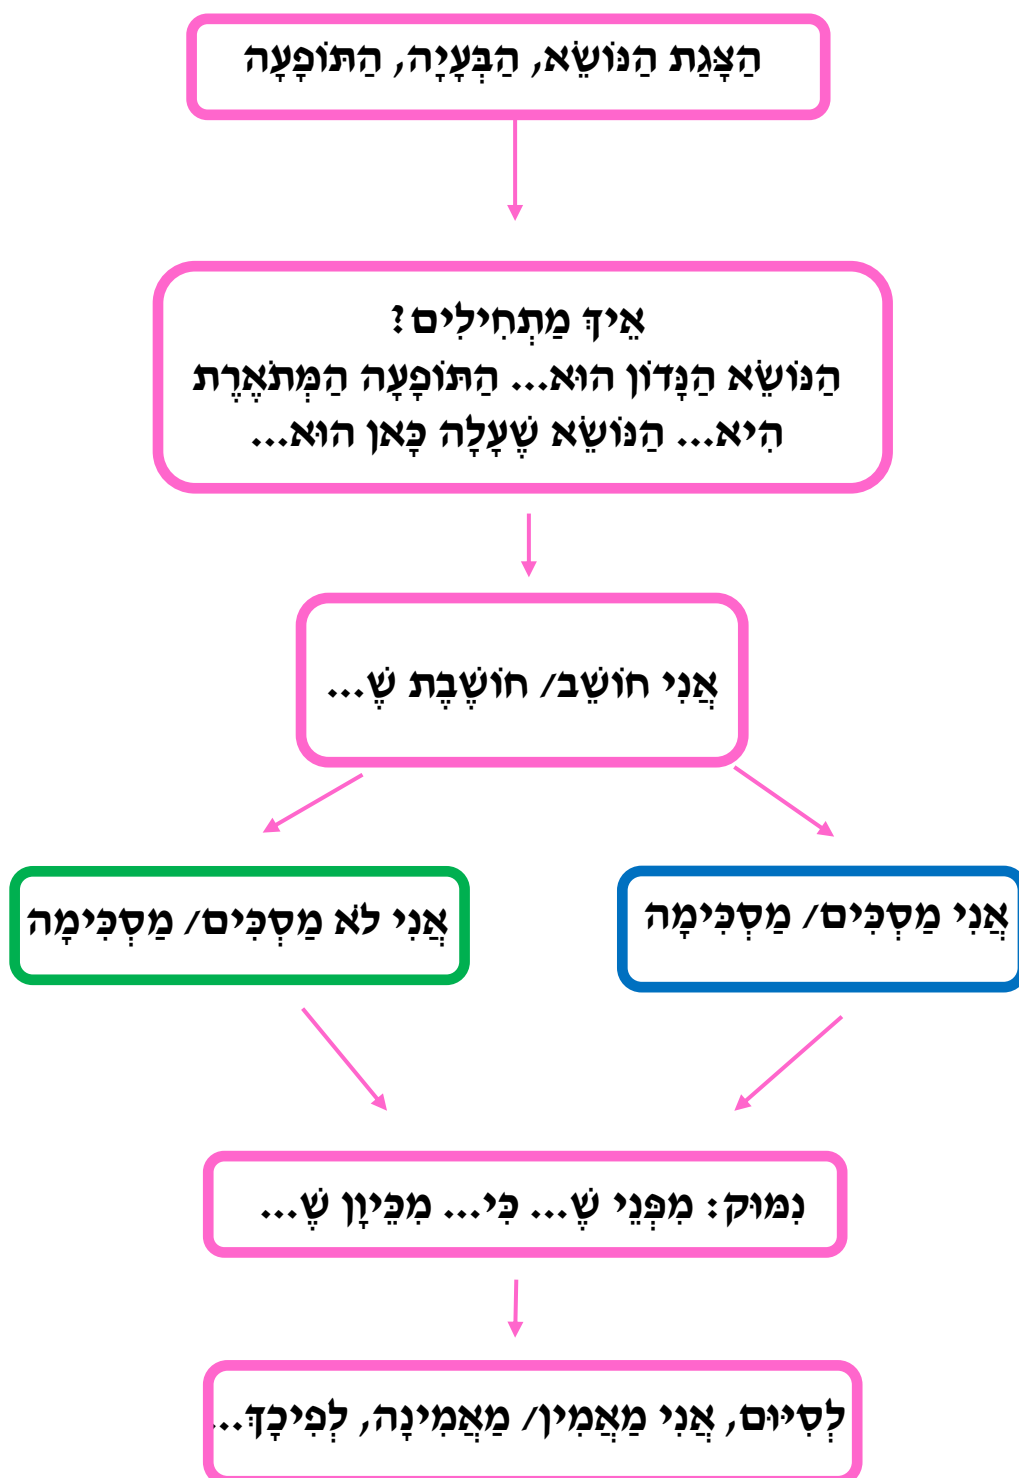 הַצָּגַת הַנּוֹשֵׂא, הַבְּעָיָה, הַתּוֹפָעָה
אֵיךְ מַתְחִילִים?
הַנּוֹשֵׂא הַנָּדוֹן הוּא... הַתּוֹפָעָה הַמְּתֹאֶרֶת
הִיא... הַנּוֹשֵׂא שֶׁעָלָה כָּאן הוּא...
אֲנִי חוֹשֵׁב/ חוֹשֶׁבֶת שֶׁ...
אֲנִי מַסְכִּים/ מַסְכִּימָה
אֲנִי לֹא מַסְכִּים/ מַסְכִּימָה
נִמּוּק: מִפְּנֵי שֶׁ... כִּי... מִכֵּיוָן שֶׁ...
לְסִיּוּם, אֲנִי מַאֲמִין/ מַאֲמִינָה, לְפִיכָךְ...